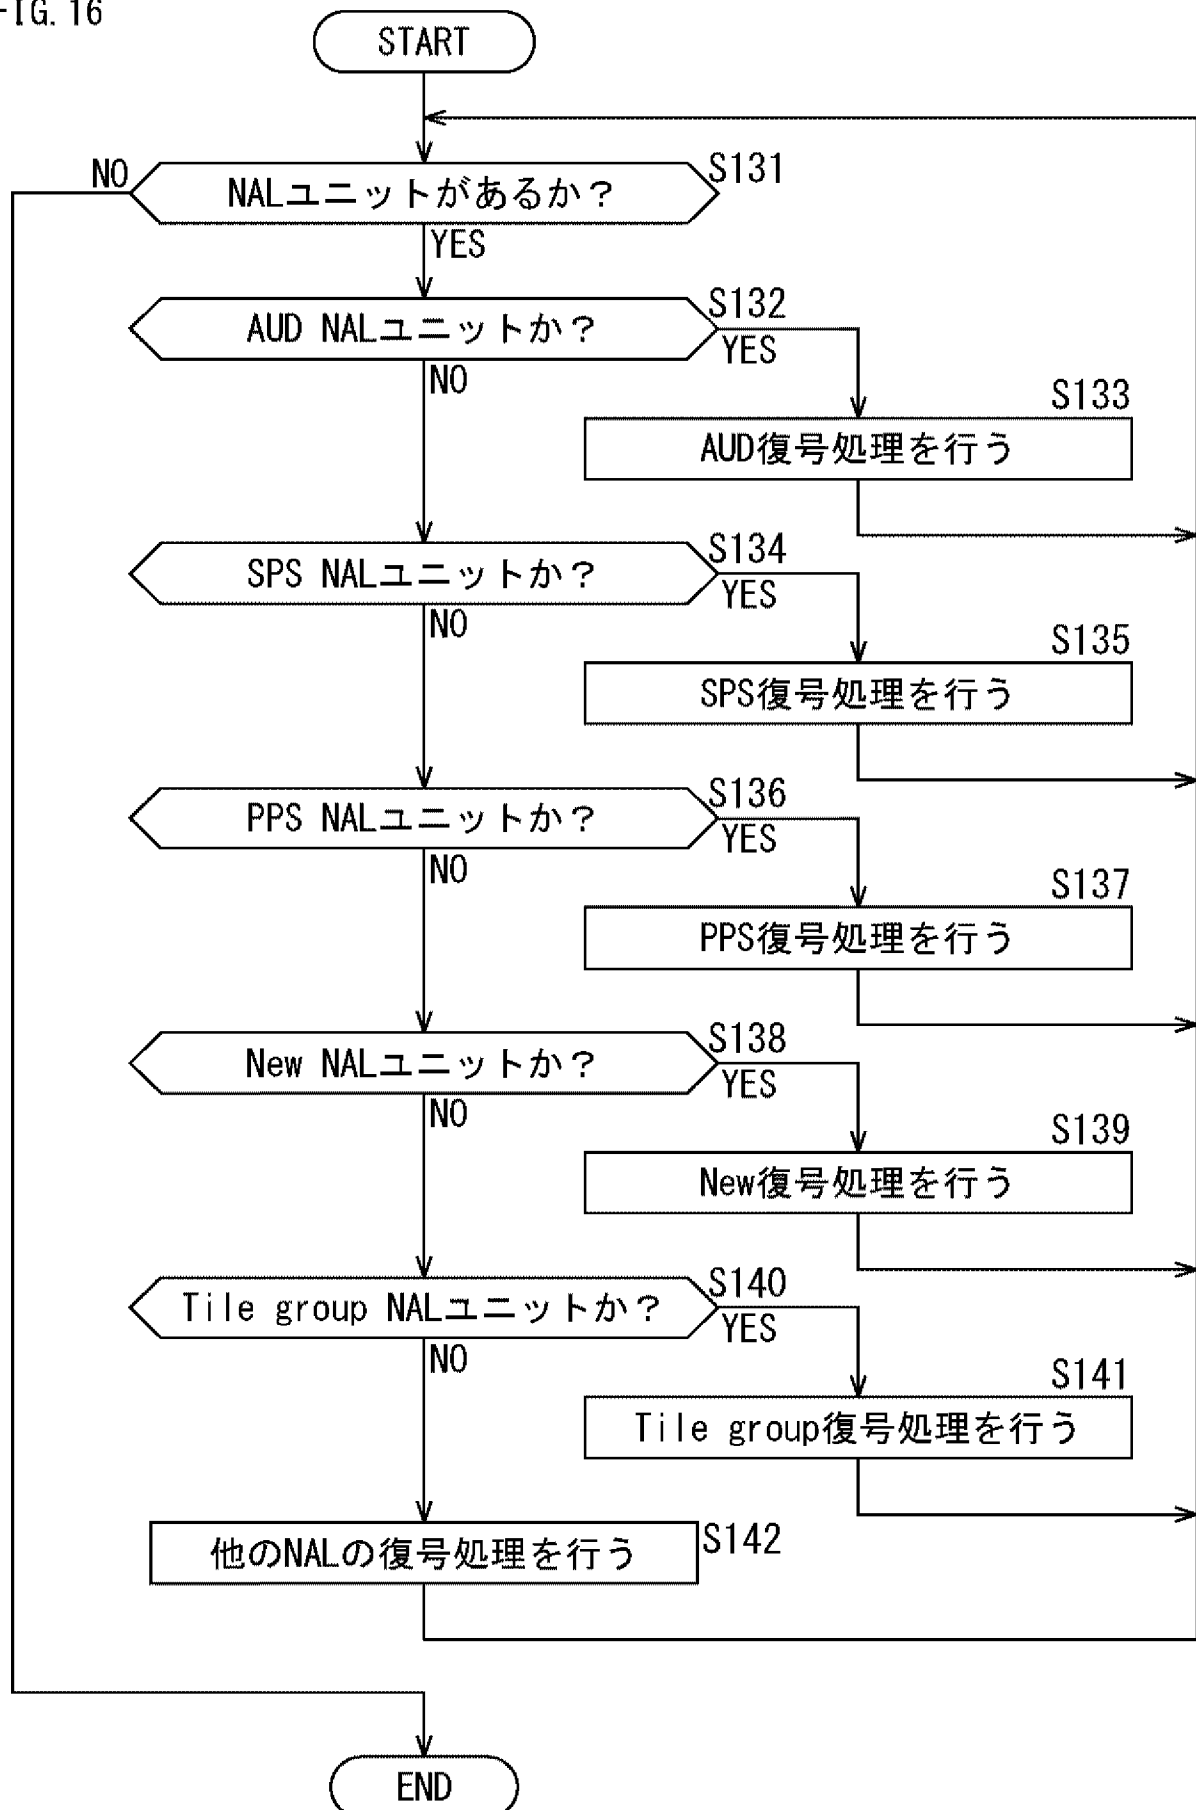 FIG. 16
START
NO
NALユニットがあるか？
S131
YES
AUD NALユニットか？
S132
YES
NO
S133
AUD復号処理を行う
SPS NALユニットか？
S134
YES
NO
S135
SPS復号処理を行う
PPS NALユニットか？
S136
YES
NO
S137
PPS復号処理を行う
New NALユニットか？
S138
YES
NO
S139
New復号処理を行う
Tile group NALユニットか？
S140
YES
NO
S141
Tile group復号処理を行う
他のNALの復号処理を行う
S142
END